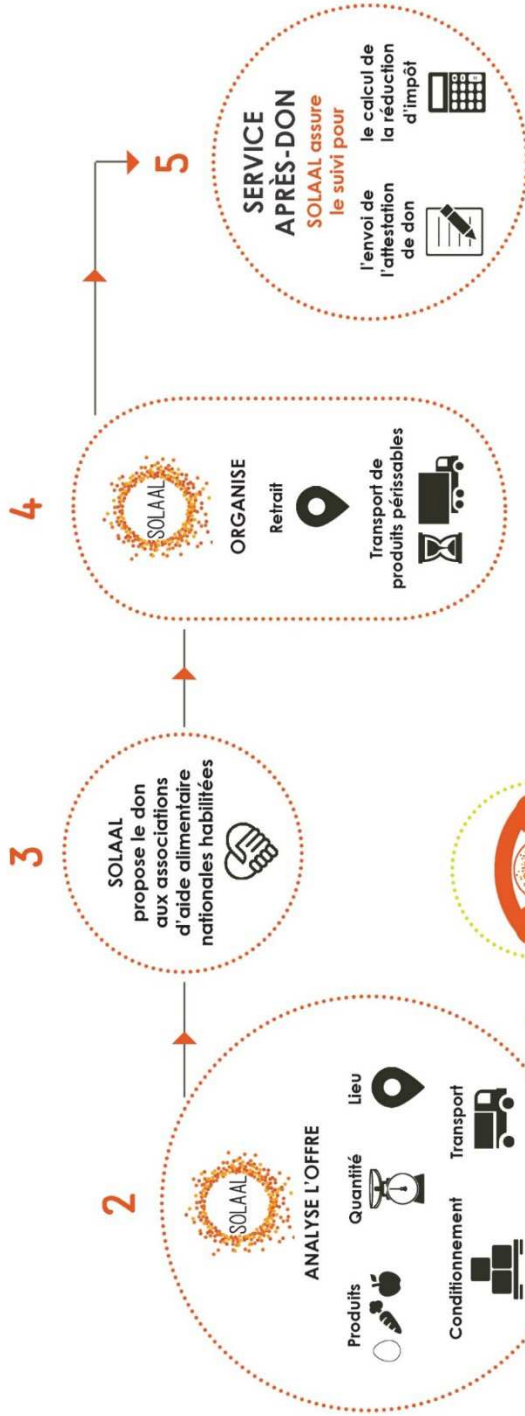 2
SOLAAL
ANALYSE L'OFFRE
Produits
Quantité
Lieu
Conditionnement
Transport
3
SOLAAL
propose le don
aux associations
d'aide alimentaire
nationales habilitées
4
SOLAAL
ORGANISE
Retrait
Transport de
produits périssables
5
SERVICE
APRÈS-DON
SOLAAL assure
le suivi pour
l'envoi de
l'attestation
de don
le calcul de
la réduction
d'impôt